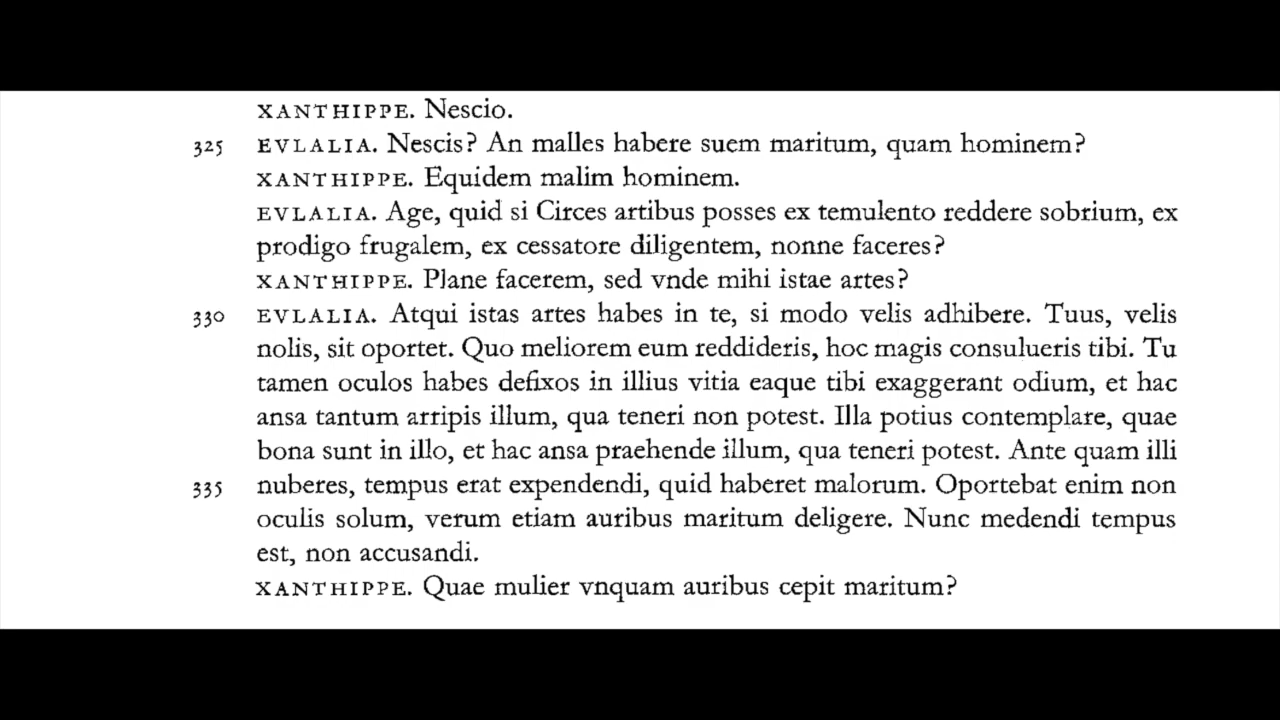 XANTHIPPE. Nescio.
325 EVLALIA. Nescis? An malles habere suem maritum, quam hominem?
XANTHIPPE. Equidem malim hominem.
EVLALIA. Age, quid si Circes artibus posses ex temulento reddere sobrium, ex
prodigo frugalem, ex cessatore diligentem, nonne faceres?
XANTHIPPE. Plane facerem, sed vnde mihi istae artes?
330 EVLALIA. Atqui istas artes habes in te, si modo velis adhibere. Tuus, velis
nolis, sit oportet. Quo meliorem eum reddideris, hoc magis consulueris tibi. Tu
tamen oculos habes defixos in illius vitia eaque tibi exaggerant odium, et hac
ansa tantum arripis illum, qua teneri non potest. Illa potius contemplare, quae
bona sunt in illo, et hac ansa praehende illum, qua teneri potest. Ante quam illi
335 nuberes, tempus erat expendendi, quid haberet malorum. Oportebat enim non
oculis solum, verum etiam auribus maritum deligere. Nunc medendi tempus
est, non accusandi.
XANTHIPPE. Quae mulier vnquam auribus cepit maritum?